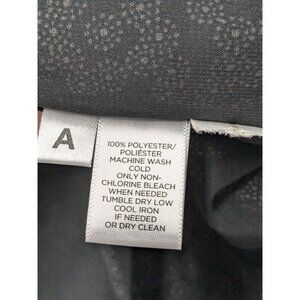 A
100% POLYESTER/
POLIÉSTER
MACHINE WASH
COLD
ONLY NON-
CHLORINE BLEACH
WHEN NEEDED
TUMBLE DRY LOW
COOL IRON
IF NEEDED
OR DRY CLEAN